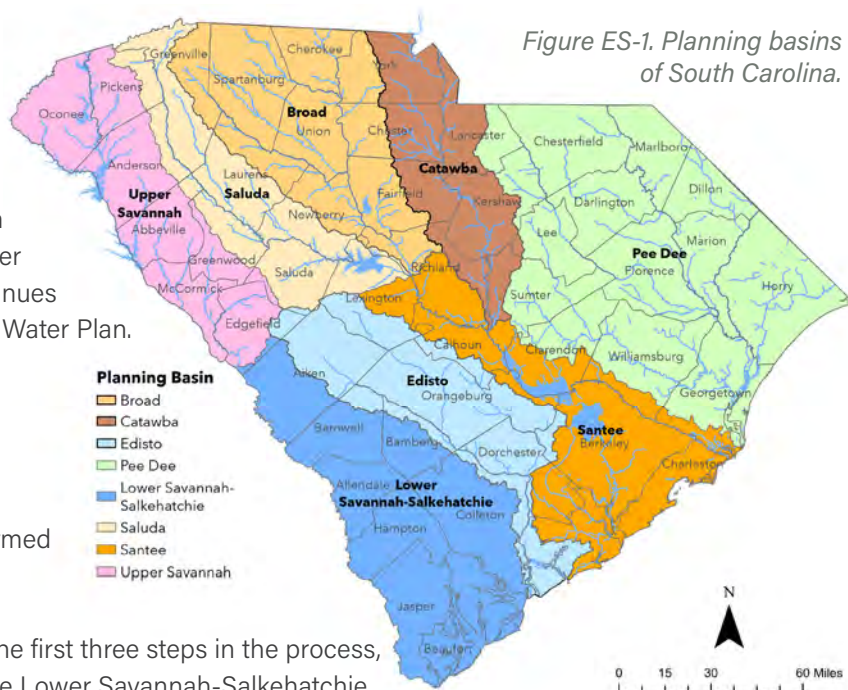 Figure ES-1. Planning basins
of South Carolina.
nues
Water Plan.
rmed
he first three steps in the process,
e Lower Savannah-Salkehatchie
Planning Basin
Broad
Catawba
Edisto
Pee Dee
Lower Savannah-
Salkehatchie
Saluda
Santee
Upper Savannah
Greenville
Cherokee
York
Pickens
Spartanburg
Oconee
Broad
Union
Chester
Lancaster
Chesterfield
Marlboro
Anderson
Laurens
Catawba
Dillon
Upper
Savannah
Saluda
Fairfield
Kershaw
Darlington
Abbeville
Newberry
Lee
Marion
Pee Dee
Florence
Greenwood
Richland
Horry
McCormick
Saluda
Sumter
Lexington
Edgefield
Calhoun
Clarendon
Williamsburg
Aiken
Edisto
Orangeburg
Georgetown
Santee
Berkeley
Barnwell
Bamberg
Dorchester
Charleston
Allendale
Lower
Savannah-Salkehatchie
Colleton
Hampton
Jasper
Beaufort
N
0 15 30 60 Miles